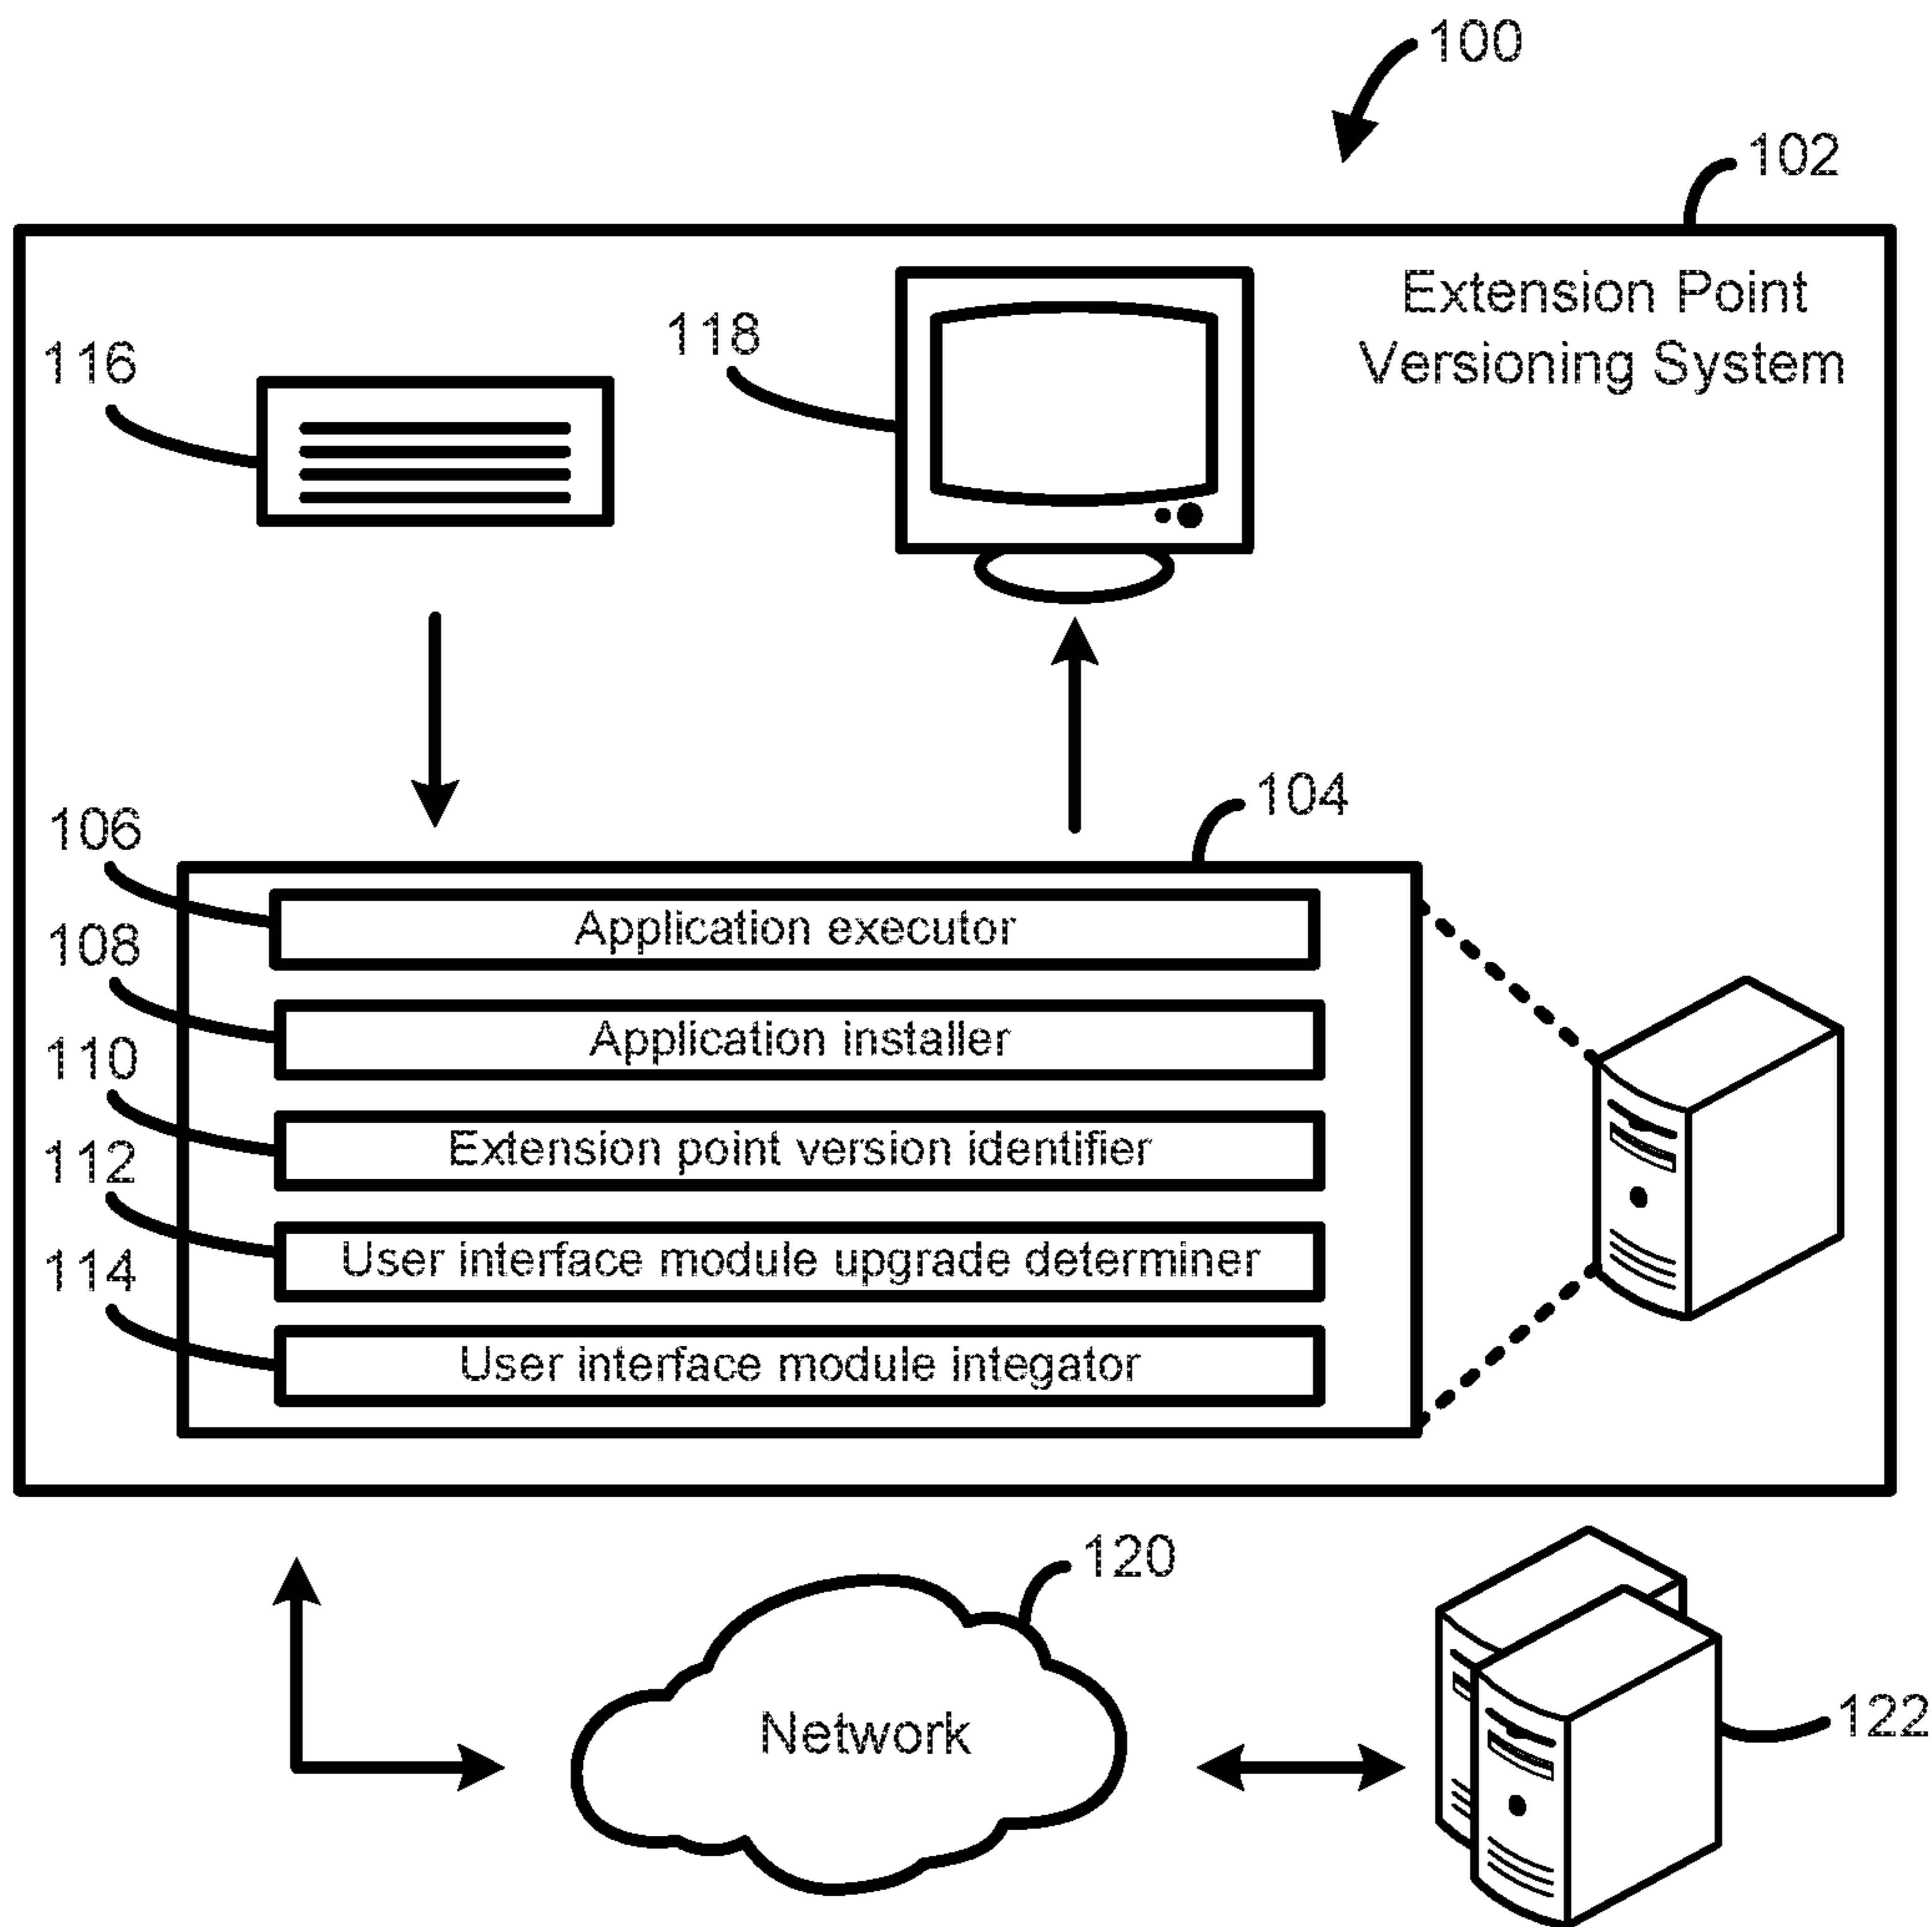 100
102
Extension Point
Versioning System
118
116
104
106
Application executor
108
Application installer
110
Extension point version identifier
112
User interface module upgrade determiner
114
User interface module integator
120
Network
122